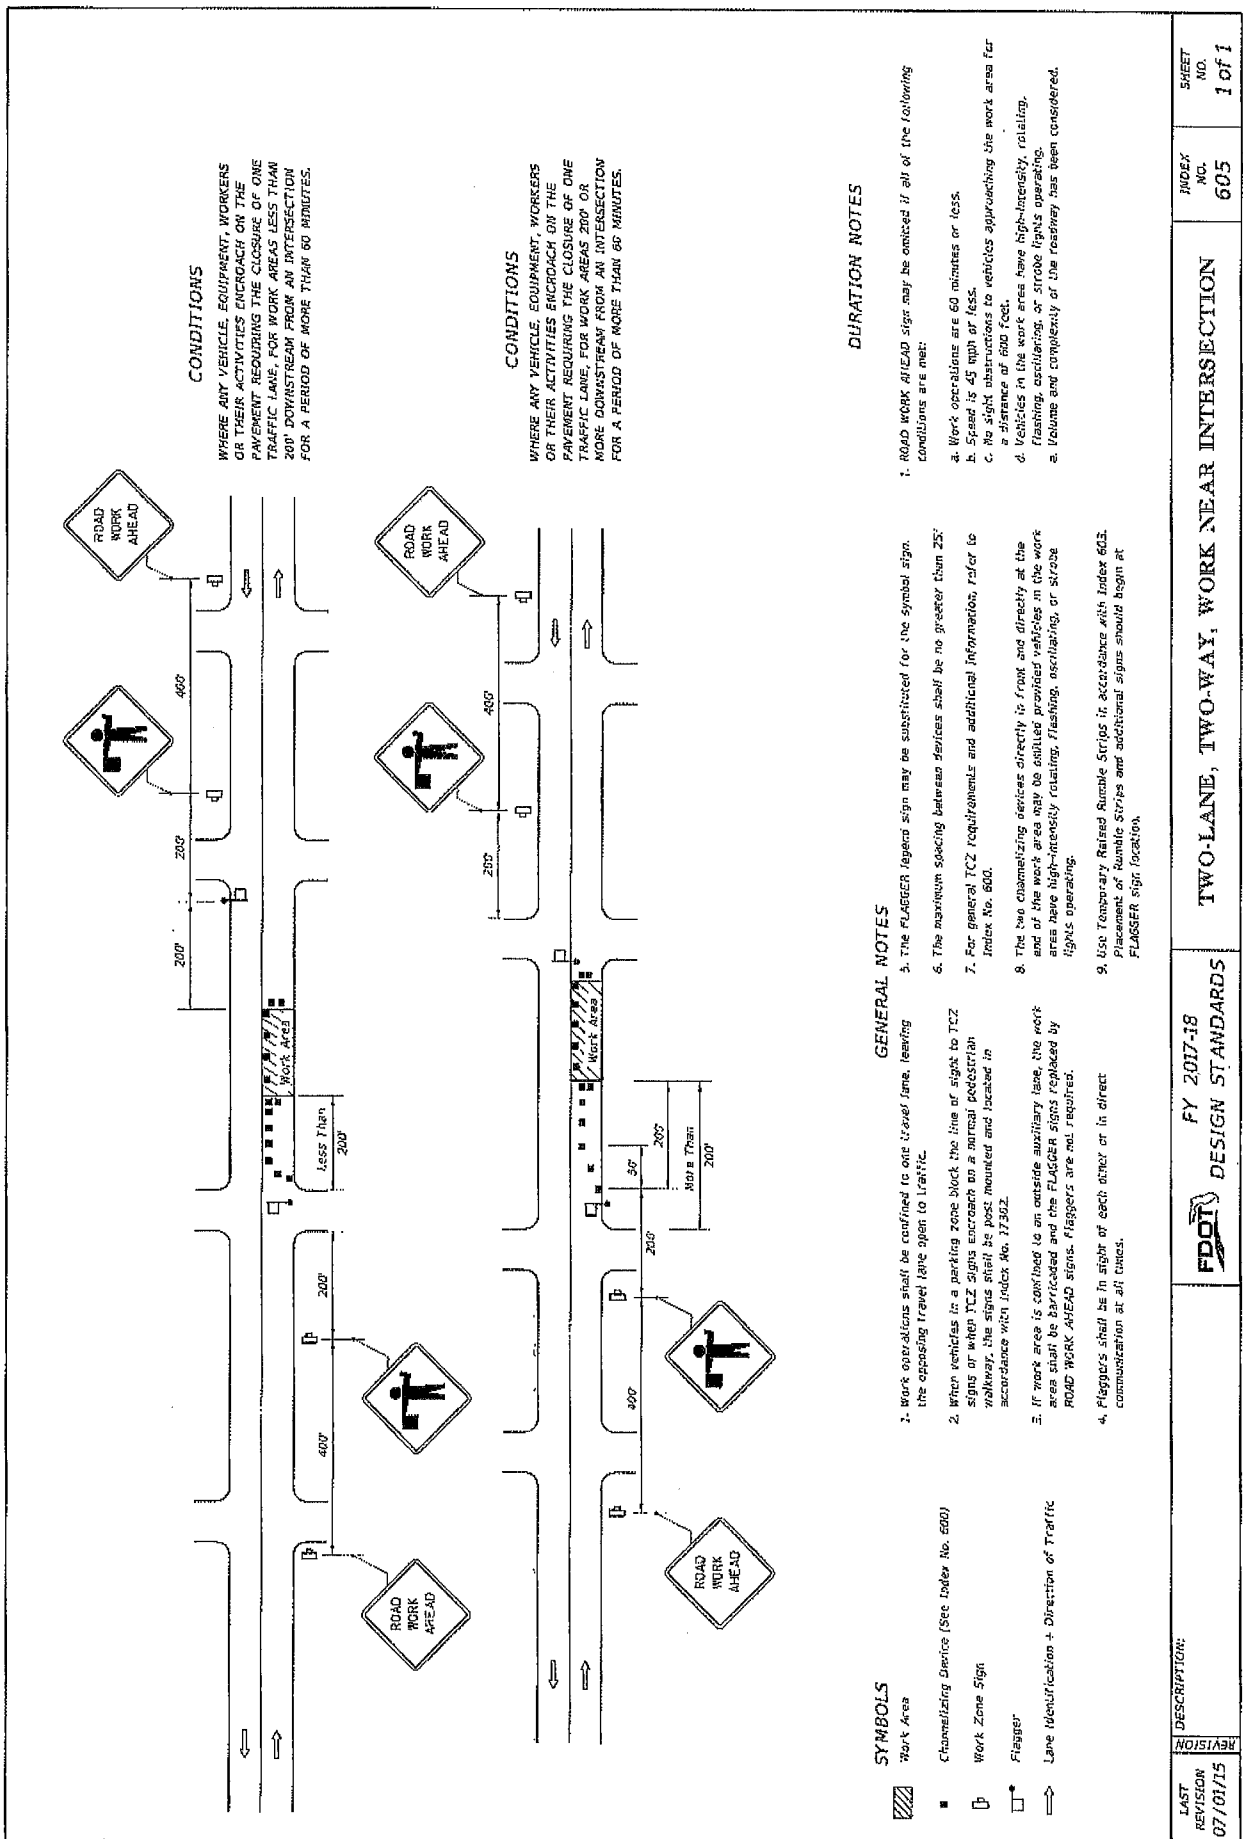 ROAD
WORK
AHEAD
400'
200'
200'
Work Area
Less Than
200'
200'
400'
ROAD
WORK
AHEAD
CONDITIONS
WHERE ANY VEHICLE, EQUIPMENT, WORKERS
OR THEIR ACTIVITIES ENCROACH ON THE
PAVEMENT REQUIRING THE CLOSURE OF ONE
TRAFFIC LANE, FOR WORK AREAS LESS THAN
200' DOWNSTREAM FROM AN INTERSECTION
FOR A PERIOD OF MORE THAN 60 MINUTES.
ROAD
WORK
AHEAD
400'
200'
Work Area
200'
50'
More Than
200'
200'
400'
ROAD
WORK
AHEAD
CONDITIONS
WHERE ANY VEHICLE, EQUIPMENT, WORKERS
OR THEIR ACTIVITIES ENCROACH ON THE
PAVEMENT REQUIRING THE CLOSURE OF ONE
TRAFFIC LANE, FOR WORK AREAS 200' OR
MORE DOWNSTREAM FROM AN INTERSECTION
FOR A PERIOD OF MORE THAN 60 MINUTES.
SYMBOLS
Work Area
Channelizing Device (See Index No. 600)
Work Zone Sign
Flagger
Lane Identification + Direction of Traffic
GENERAL NOTES
1. Work operations shall be confined to one travel lane, leaving
the opposing travel lane open to traffic.
2. When vehicles in a parking zone block the line of sight to TCZ
signs or when TCZ signs encroach on a normal pedestrian
walkway, the signs shall be post mounted and located in
accordance with Index No. 17302.
3. If work area is confined to an outside auxiliary lane, the work
area shall be barricaded and the FLAGGER signs replaced by
ROAD WORK AHEAD signs. Flaggers are not required.
4. Flaggers shall be in sight of each other or in direct
communication at all times.
5. The FLAGGER legend sign may be substituted for the symbol sign.
6. The maximum spacing between devices shall be no greater than 25'.
7. For general TCZ requirements and additional information, refer to
Index No. 600.
8. The two channelizing devices directly in front and directly at the
end of the work area may be omitted provided vehicles in the work
area have high-intensity rotating, flashing, oscillating, or strobe
lights operating.
9. Use Temporary Raised Rumble Strips in accordance with Index 603.
Placement of Rumble Strips and additional signs should begin at
FLAGGER sign location.
DURATION NOTES
1. ROAD WORK AHEAD sign may be omitted if all of the following
conditions are met:
a. Work operations are 60 minutes or less.
b. Speed is 45 mph or less.
c. No sight obstructions to vehicles approaching the work area for
a distance of 600 feet.
d. Vehicles in the work area have high-intensity, rotating,
flashing, oscillating, or strobe lights operating.
e. Volume and complexity of the roadway has been considered.
LAST
REVISION
07/01/15
REVISION
DESCRIPTION:
FDOT
FY 2017-18
DESIGN STANDARDS
TWO-LANE, TWO-WAY, WORK NEAR INTERSECTION
INDEX
NO.
605
SHEET
NO.
1 of 1